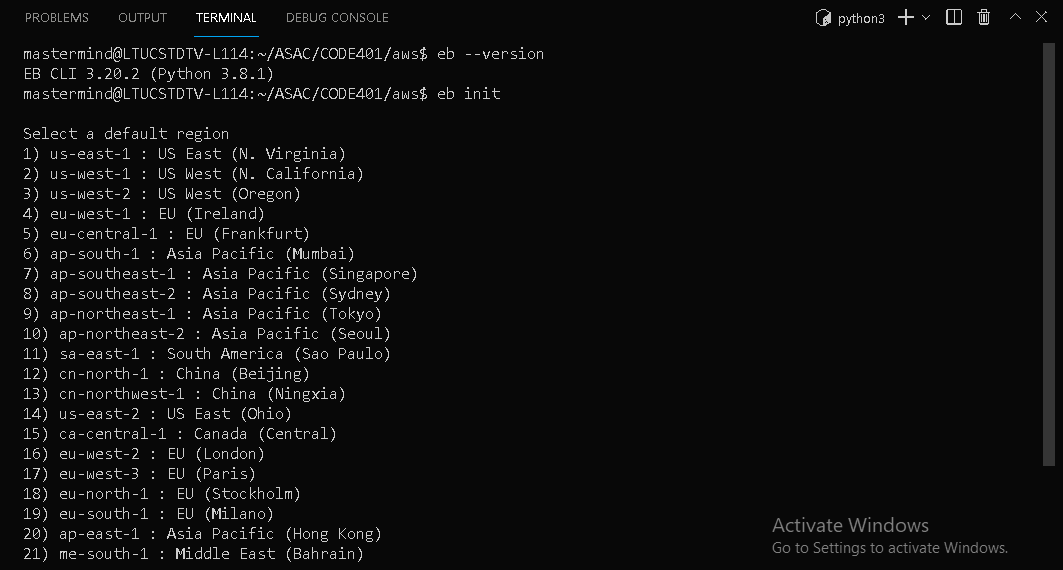 PROBLEMS OUTPUT TERMINAL DEBUG CONSOLE python3
mastermind@LTUCSTDTV-L114:~/ASAC/CODE401/aws$ eb --version
EB CLI 3.20.2 (Python 3.8.1)
mastermind@LTUCSTDTV-L114:~/ASAC/CODE401/aws$ eb init
Select a default region
1) us-east-1 : US East (N. Virginia)
2) us-west-1 : US West (N. California)
3) us-west-2 : US West (Oregon)
4) eu-west-1 : EU (Ireland)
5) eu-central-1 : EU (Frankfurt)
6) ap-south-1 : Asia Pacific (Mumbai)
7) ap-southeast-1 : Asia Pacific (Singapore)
8) ap-southeast-2 : Asia Pacific (Sydney)
9) ap-northeast-1 : Asia Pacific (Tokyo)
10) ap-northeast-2 : Asia Pacific (Seoul)
11) sa-east-1 : South America (Sao Paulo)
12) cn-north-1 : China (Beijing)
13) cn-northwest-1 : China (Ningxia)
14) us-east-2 : US East (Ohio)
15) ca-central-1 : Canada (Central)
16) eu-west-2 : EU (London)
17) eu-west-3 : EU (Paris)
18) eu-north-1 : EU (Stockholm)
19) eu-south-1 : EU (Milano)
20) ap-east-1 : Asia Pacific (Hong Kong)
21) me-south-1 : Middle East (Bahrain)
Activate Windows
Go to Settings to activate Windows.